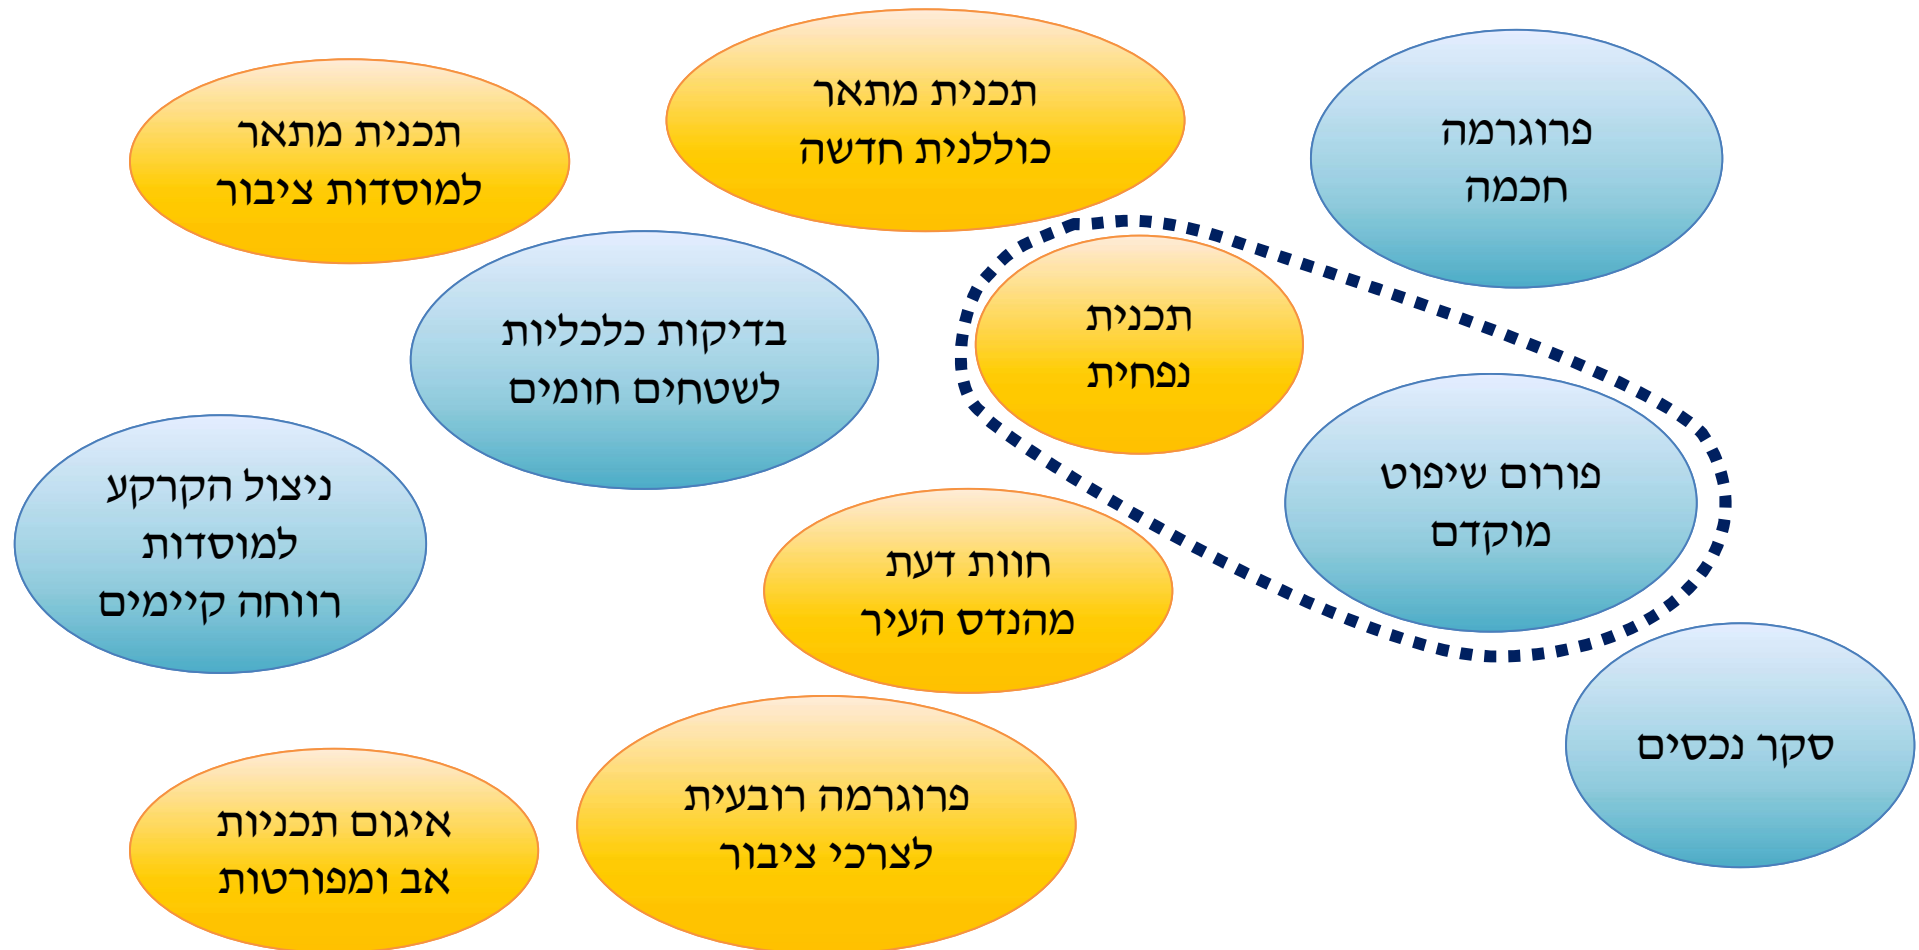 תכנית מתאר
כוללנית חדשה
פרוגרמה
חכמה
תכנית מתאר
למוסדות ציבור
תכנית
נפחית
בדיקות כלכליות
לשטחים חומים
פורום שיפוט
מוקדם
ניצול הקרקע
למוסדות
רווחה קיימים
חוות דעת
מהנדס העיר
סקר נכסים
פרוגרמה רובעית
לצרכי ציבור
איגום תכניות
אב ומפורטות